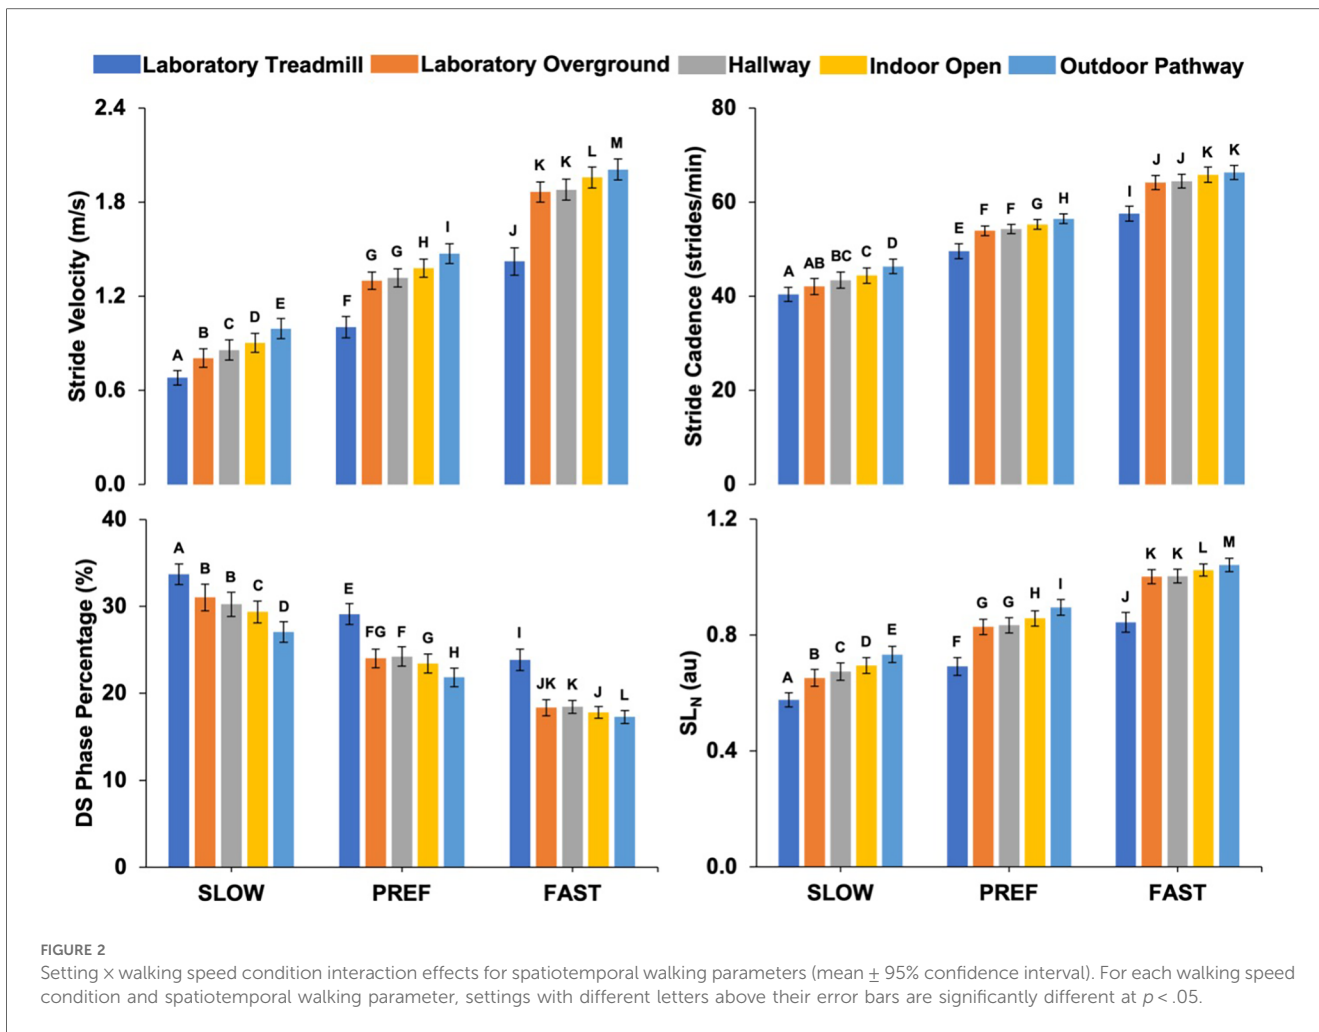 Laboratory Treadmill Laboratory Overground Hallway Indoor Open Outdoor Pathway
Stride Velocity (m/s)
2.4
1.8
1.2
0.6
0.0
A B C D E
F G G H I
J K K L M
Stride Cadence (strides/min)
80
60
40
20
0
A AB BC C D
E F F G H
I J J K K
DS Phase Percentage (%)
40
30
20
10
0
A B B C D
E FG F G H
I JK K J L
SLOW PREF FAST
SLN (au)
1.2
0.8
0.4
0.0
A B C D E
F G G H I
J K K L M
SLOW PREF FAST
FIGURE 2
Setting × walking speed condition interaction effects for spatiotemporal walking parameters (mean ± 95% confidence interval). For each walking speed
condition and spatiotemporal walking parameter, settings with different letters above their error bars are significantly different at p < .05.